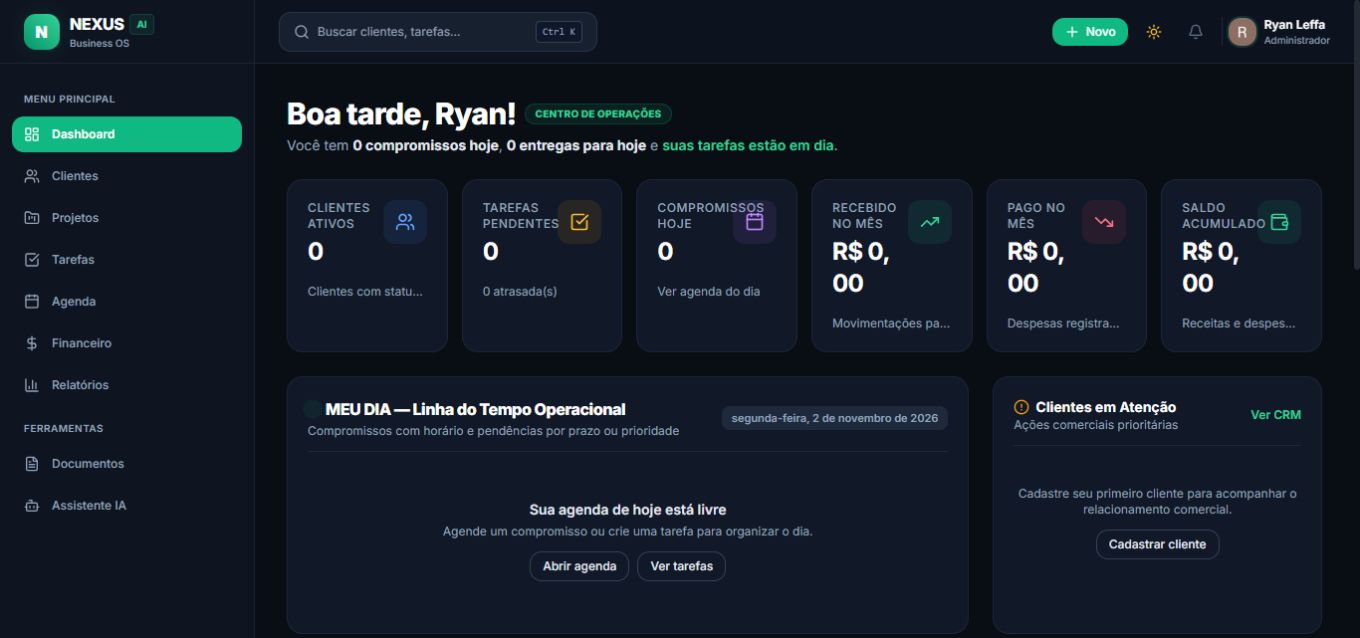 N
NEXUS AI
Business OS
Buscar clientes, tarefas...
Ctrl K
+ Novo
R
Ryan Leffa
Administrador
MENU PRINCIPAL
Dashboard
Clientes
Projetos
Tarefas
Agenda
Financeiro
Relatórios
FERRAMENTAS
Documentos
Assistente IA
Boa tarde, Ryan! CENTRO DE OPERAÇÕES
Você tem 0 compromissos hoje, 0 entregas para hoje e suas tarefas estão em dia.
CLIENTES
ATIVOS
0
Clientes com statu...
TAREFAS
PENDENTES
0
0 atrasada(s)
COMPROMISSOS
HOJE
0
Ver agenda do dia
RECEBIDO
NO MÊS
R$ 0,
00
Movimentações pa...
PAGO NO
MÊS
R$ 0,
00
Despesas registra...
SALDO
ACUMULADO
R$ 0,
00
Receitas e despes...
MEU DIA — Linha do Tempo Operacional
Compromissos com horário e pendências por prazo ou prioridade
segunda-feira, 2 de novembro de 2026
Sua agenda de hoje está livre
Agende um compromisso ou crie uma tarefa para organizar o dia.
Abrir agenda
Ver tarefas
Clientes em Atenção
Ações comerciais prioritárias
Ver CRM
Cadastre seu primeiro cliente para acompanhar o
relacionamento comercial.
Cadastrar cliente